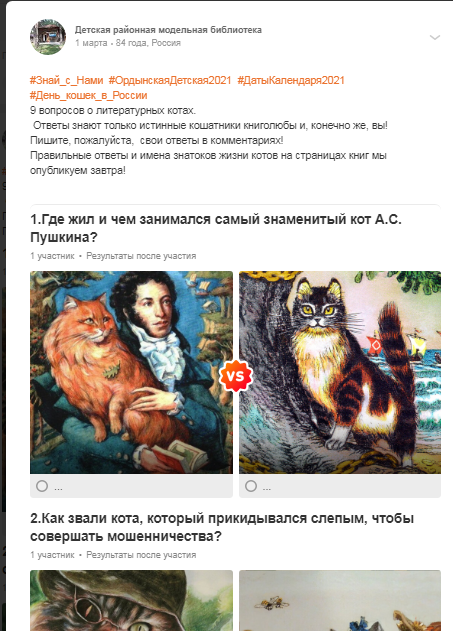 Детская районная модельная библиотека
1 марта • 84 года, Россия
#Знай_с_Нами #ОрдынскаяДетская2021 #ДатыКалендаря2021
#День_кошек_в_России
9 вопросов о литературных котах.
Ответы знают только истинные кошатники книголюбы и, конечно же, вы!
Пишите, пожалуйста, свои ответы в комментариях!
Правильные ответы и имена знатоков жизни котов на страницах книг мы
опубликуем завтра!
1.Где жил и чем занимался самый знаменитый кот А.С.
Пушкина?
1 участник • Результаты после участия
VS
... ...
2.Как звали кота, который прикидывался слепым, чтобы
совершать мошенничества?
1 участник • Результаты после участия